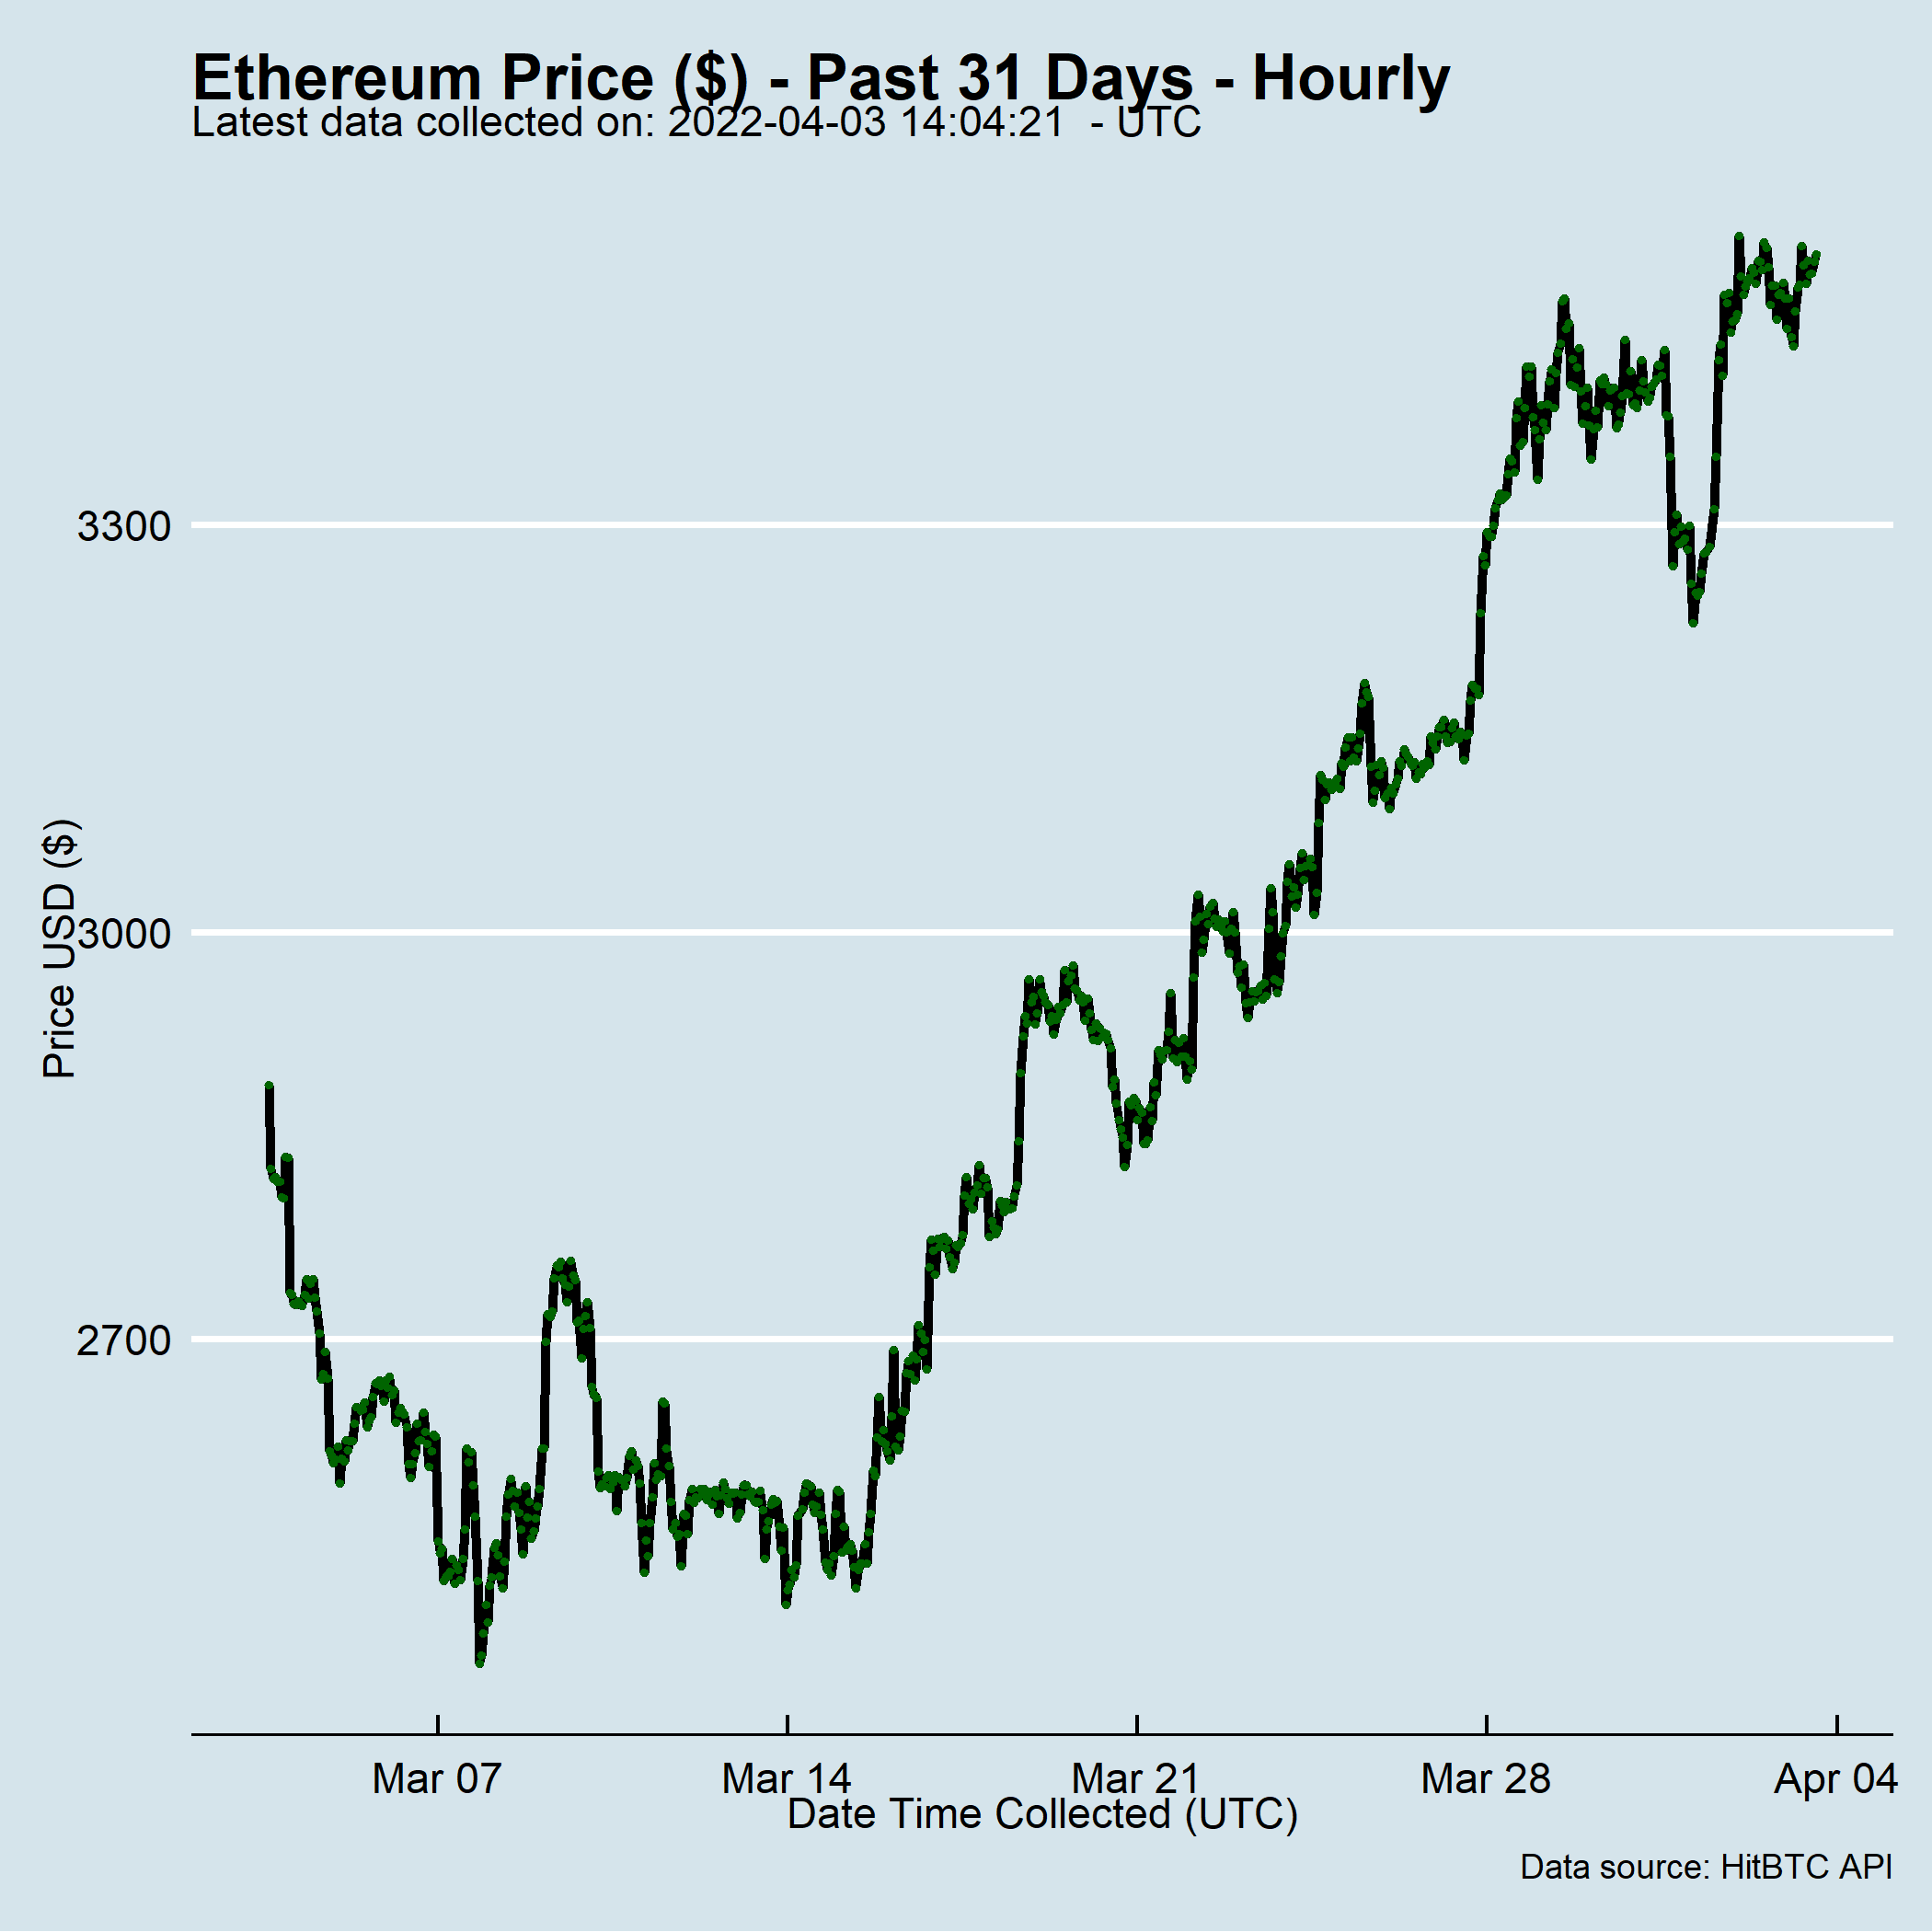 Ethereum Price ($) - Past 31 Days - Hourly
Latest data collected on: 2022-04-03 14:04:21  - UTC
Price USD ($)
3300
3000
2700
Mar 07
Mar 14
Mar 21
Mar 28
Apr 04
Date Time Collected (UTC)
Data source: HitBTC API